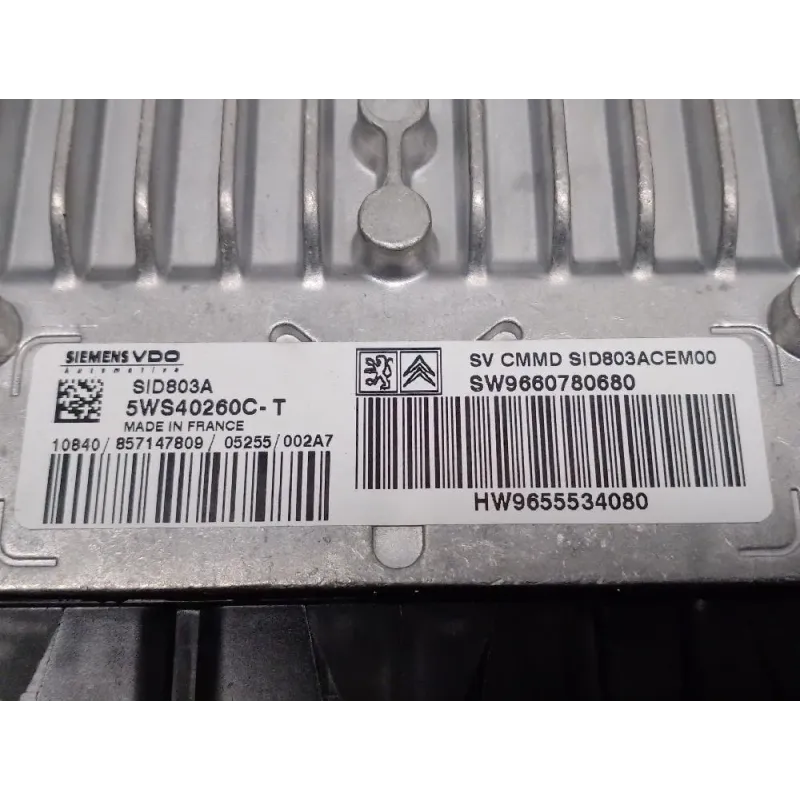 SIEMENS VDO
Automotive
SID803A
5WS40260C-T
MADE IN FRANCE
10840/857147809/05255/002A7
SV CMMD SID803ACEM00
SW9660780680
HW9655534080